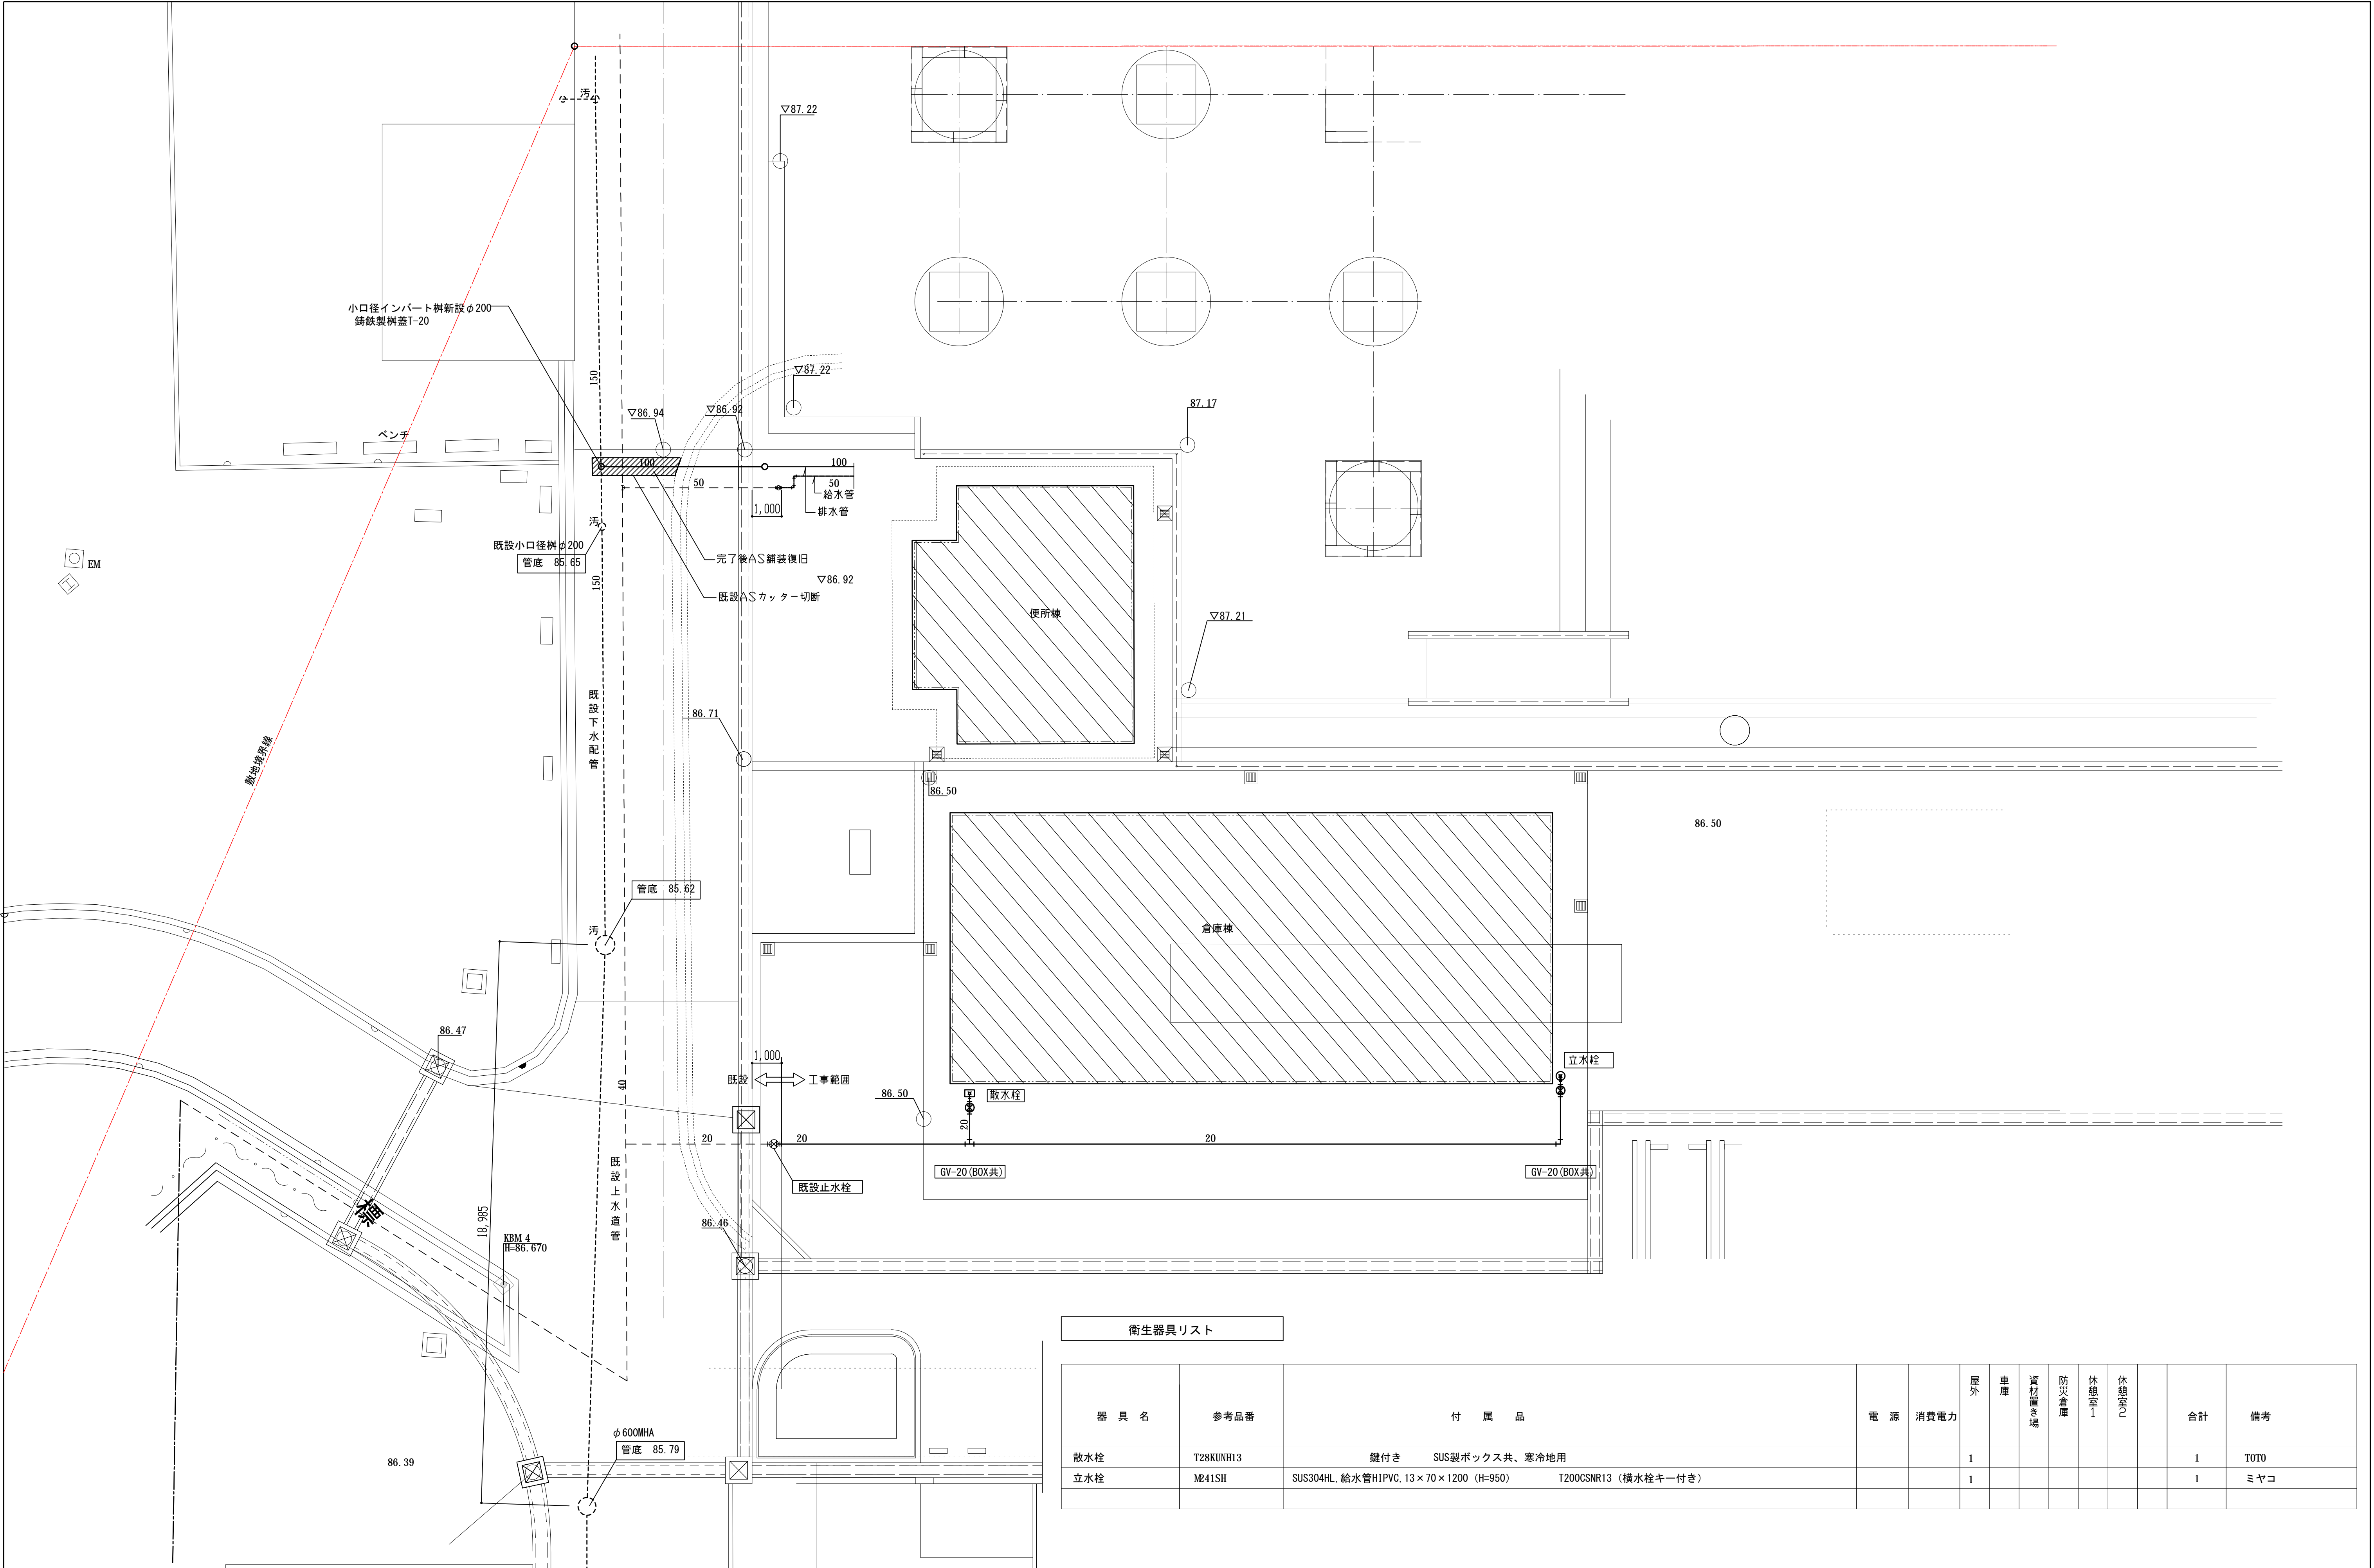 汚
▽87.22
小口径インバート桝新設φ200
鋳鉄製桝蓋T-20
150
▽87.22
▽86.94
▽86.92
87.17
ベンチ
100
100
50
50
給水管
1,000
排水管
汚
既設小口径桝φ200
管底 85.65
完了後AS舗装復旧
▽86.92
150
既設ASカッター切断
EM
便所棟
▽87.21
既設下水配管
86.71
敷地境界線
86.50
86.50
管底 85.62
汚
倉庫棟
86.47
1,000
既設
工事範囲
40
86.50
散水栓
立水栓
20
20
20
20
GV-20(BOX共)
GV-20(BOX共)
既設止水栓
既設上水道管
標
18,985
86.46
KBM 4
H=86.670
φ600MHA
管底 85.79
86.39
衛生器具リスト
器具名 参考品番 付属品 電源 消費電力 屋外 車庫 資材置き場 防災倉庫 休憩室1 休憩室2 合計 備考
散水栓 T28KUNH13 鍵付き SUS製ボックス共、寒冷地用 1 1 TOTO
立水栓 M241SH SUS304HL,給水管HIPVC,13×70×1200 (H=950) T200CSNR13 (横水栓キー付き) 1 1 ミヤコ